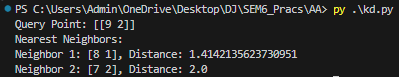 PS C:\Users\Admin\OneDrive\Desktop\DJ\SEM6_Pracs\AA> py .\kd.py
Query Point: [[9 2]]
Nearest Neighbors:
Neighbor 1: [8 1], Distance: 1.4142135623730951
Neighbor 2: [7 2], Distance: 2.0